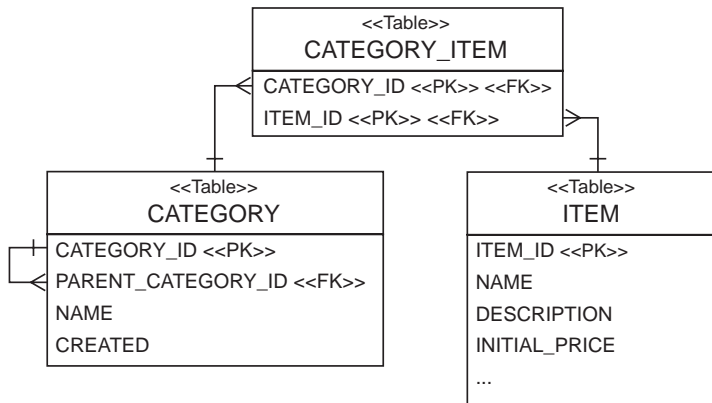 <<Table>>
CATEGORY_ITEM
CATEGORY_ID <<PK>> <<FK>>
ITEM_ID <<PK>> <<FK>>
<<Table>>
CATEGORY
CATEGORY_ID <<PK>>
PARENT_CATEGORY_ID <<FK>>
NAME
CREATED
<<Table>>
ITEM
ITEM_ID <<PK>>
NAME
DESCRIPTION
INITIAL_PRICE
...